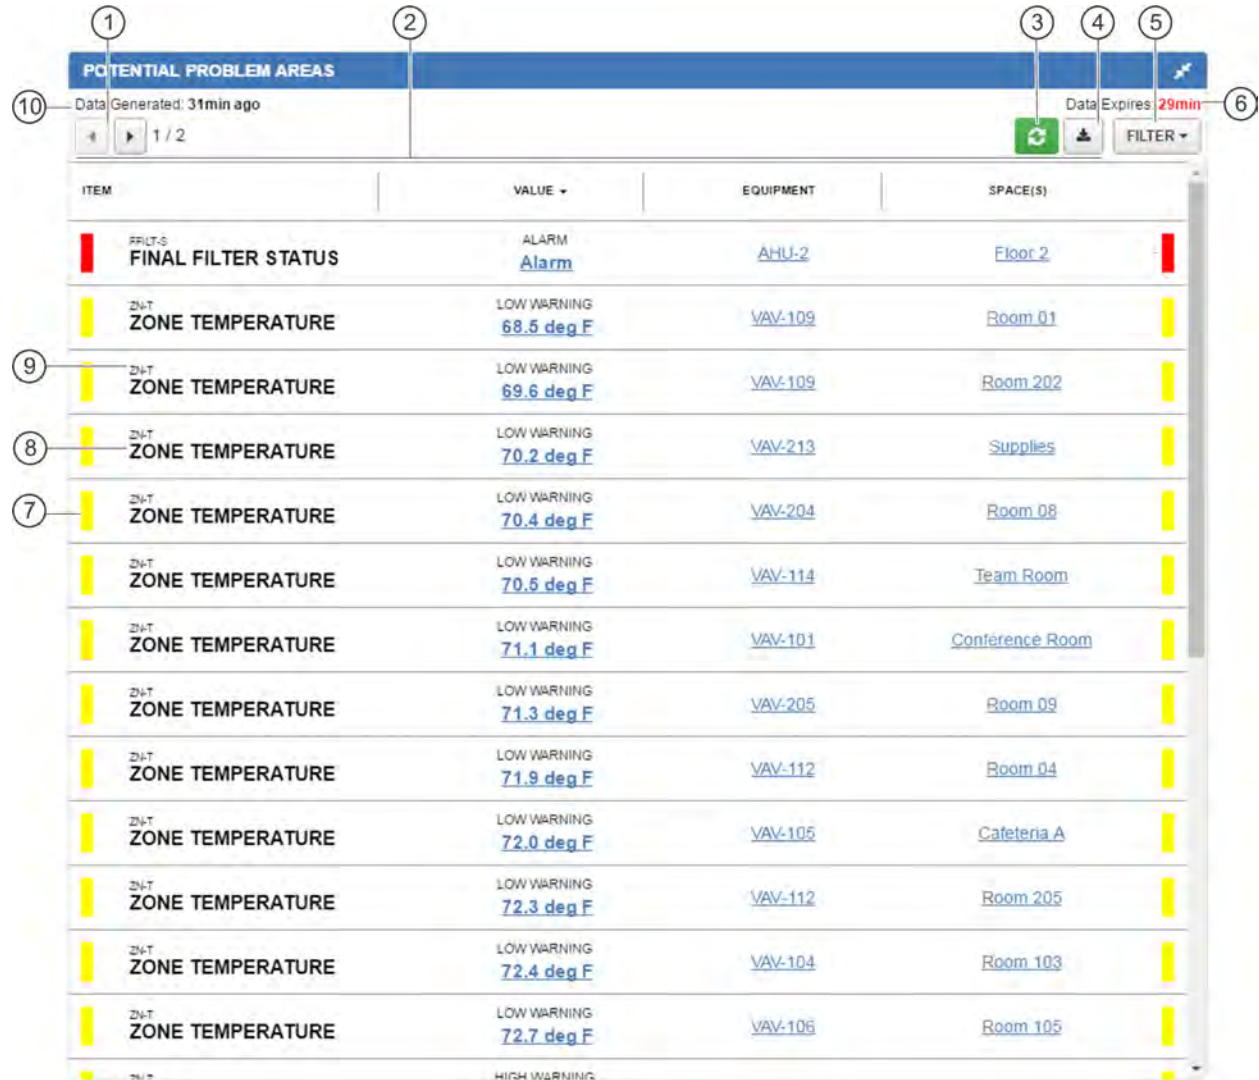 1 2 3 4 5
POTENTIAL PROBLEM AREAS
10 Data Generated: 31min ago Data Expires: 29min 6
1 / 2 FILTER
ITEM VALUE EQUIPMENT SPACE(S)
FFILT-S ALARM
FINAL FILTER STATUS Alarm AHU-2 Floor 2
ZN-T LOW WARNING
ZONE TEMPERATURE 68.5 deg F VAV-109 Room 01
9 ZN-T LOW WARNING
ZONE TEMPERATURE 69.6 deg F VAV-109 Room 202
ZN-T LOW WARNING
8 ZONE TEMPERATURE 70.2 deg F VAV-213 Supplies
ZN-T LOW WARNING
7 ZONE TEMPERATURE 70.4 deg F VAV-204 Room 08
ZN-T LOW WARNING
ZONE TEMPERATURE 70.5 deg F VAV-114 Team Room
ZN-T LOW WARNING
ZONE TEMPERATURE 71.1 deg F VAV-101 Conference Room
ZN-T LOW WARNING
ZONE TEMPERATURE 71.3 deg F VAV-205 Room 09
ZN-T LOW WARNING
ZONE TEMPERATURE 71.9 deg F VAV-112 Room 04
ZN-T LOW WARNING
ZONE TEMPERATURE 72.0 deg F VAV-105 Cafeteria A
ZN-T LOW WARNING
ZONE TEMPERATURE 72.3 deg F VAV-112 Room 205
ZN-T LOW WARNING
ZONE TEMPERATURE 72.4 deg F VAV-104 Room 103
ZN-T LOW WARNING
ZONE TEMPERATURE 72.7 deg F VAV-106 Room 105
ZN-T HIGH WARNING